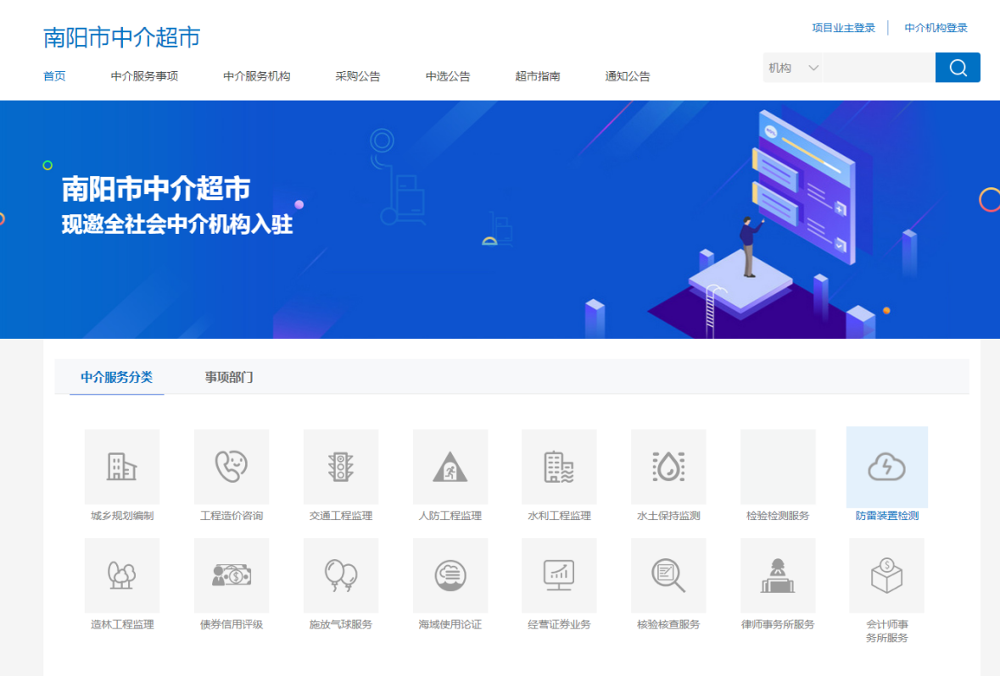 南阳市中介超市
项目业主登录
中介机构登录
首页
中介服务事项
中介服务机构
采购公告
中选公告
超市指南
通知公告
机构
南阳市中介超市
现邀全社会中介机构入驻
中介服务分类
事项部门
城乡规划编制
工程造价咨询
交通工程监理
人防工程监理
水利工程监理
水土保持监测
检验检测服务
防雷装置检测
造林工程监理
债券信用评级
施放气球服务
海域使用论证
经营证券业务
核验核查服务
律师事务所服务
会计师事
务所服务